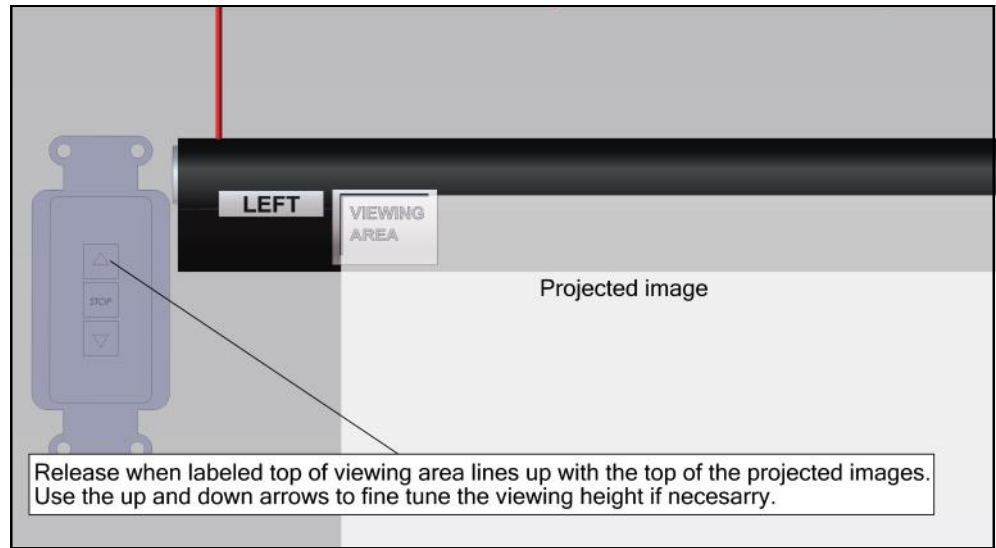 LEFT
VIEWING
AREA
Projected image
STOP
Release when labeled top of viewing area lines up with the top of the projected images.
Use the up and down arrows to fine tune the viewing height if necesarry.